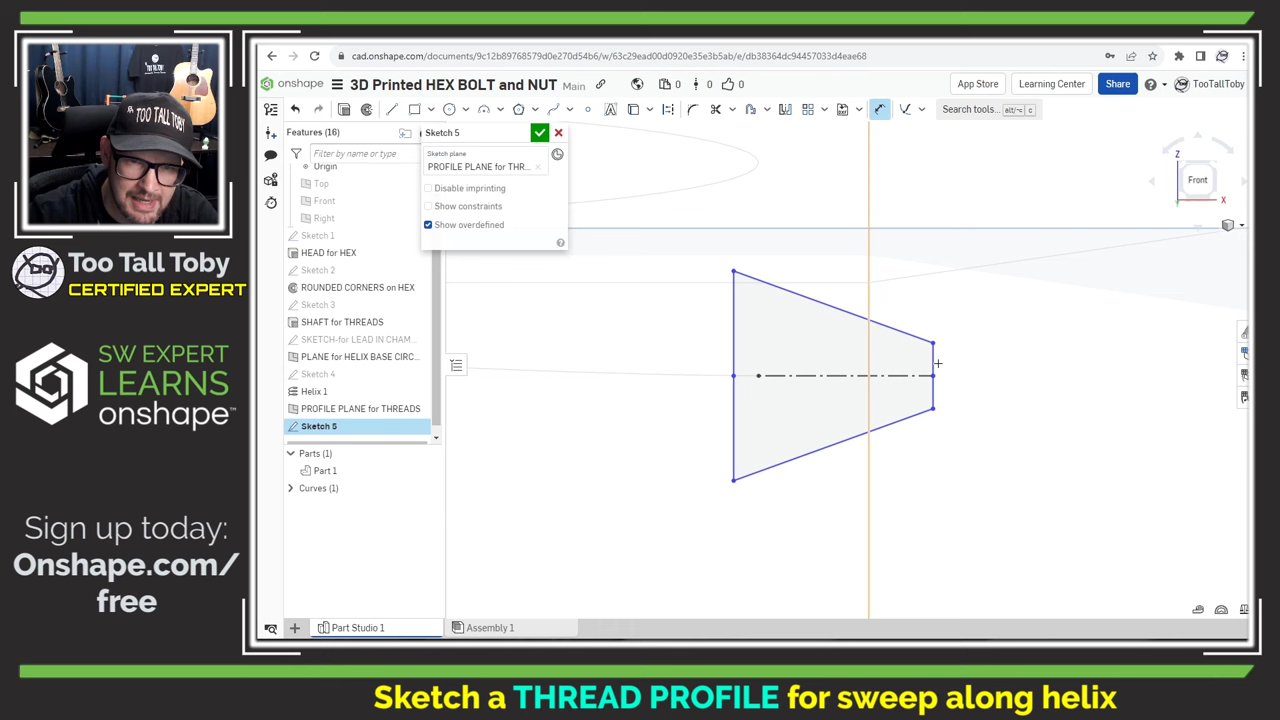 TOO TALL TOBY
Too Tall Toby
CERTIFIED EXPERT
SW EXPERT
LEARNS
onshape™
Sign up today:
Onshape.com/
free
cad.onshape.com/documents/9c12b89768579d0e270d54b6/w/63c29ead00d0920e35e3b5ab/e/db38364dc94457033d4eae68
onshape
3D Printed HEX BOLT and NUT Main
0
0
0
App Store
Learning Center
Share
TooTallToby
Search tools...
alt/⌥ c
Features (16)
Filter by name or type
Origin
Top
Front
Right
Sketch 1
HEAD for HEX
Sketch 2
ROUNDED CORNERS on HEX
Sketch 3
SHAFT for THREADS
SKETCH-for LEAD IN CHAM...
PLANE for HELIX BASE CIRC...
Sketch 4
Helix 1
PROFILE PLANE for THREADS
Sketch 5
Parts (1)
Part 1
Curves (1)
Sketch 5
Sketch plane
PROFILE PLANE for THR...
Disable imprinting
Show constraints
Show overdefined
Z
Front
X
Part Studio 1
Assembly 1
Sketch a THREAD PROFILE for sweep along helix